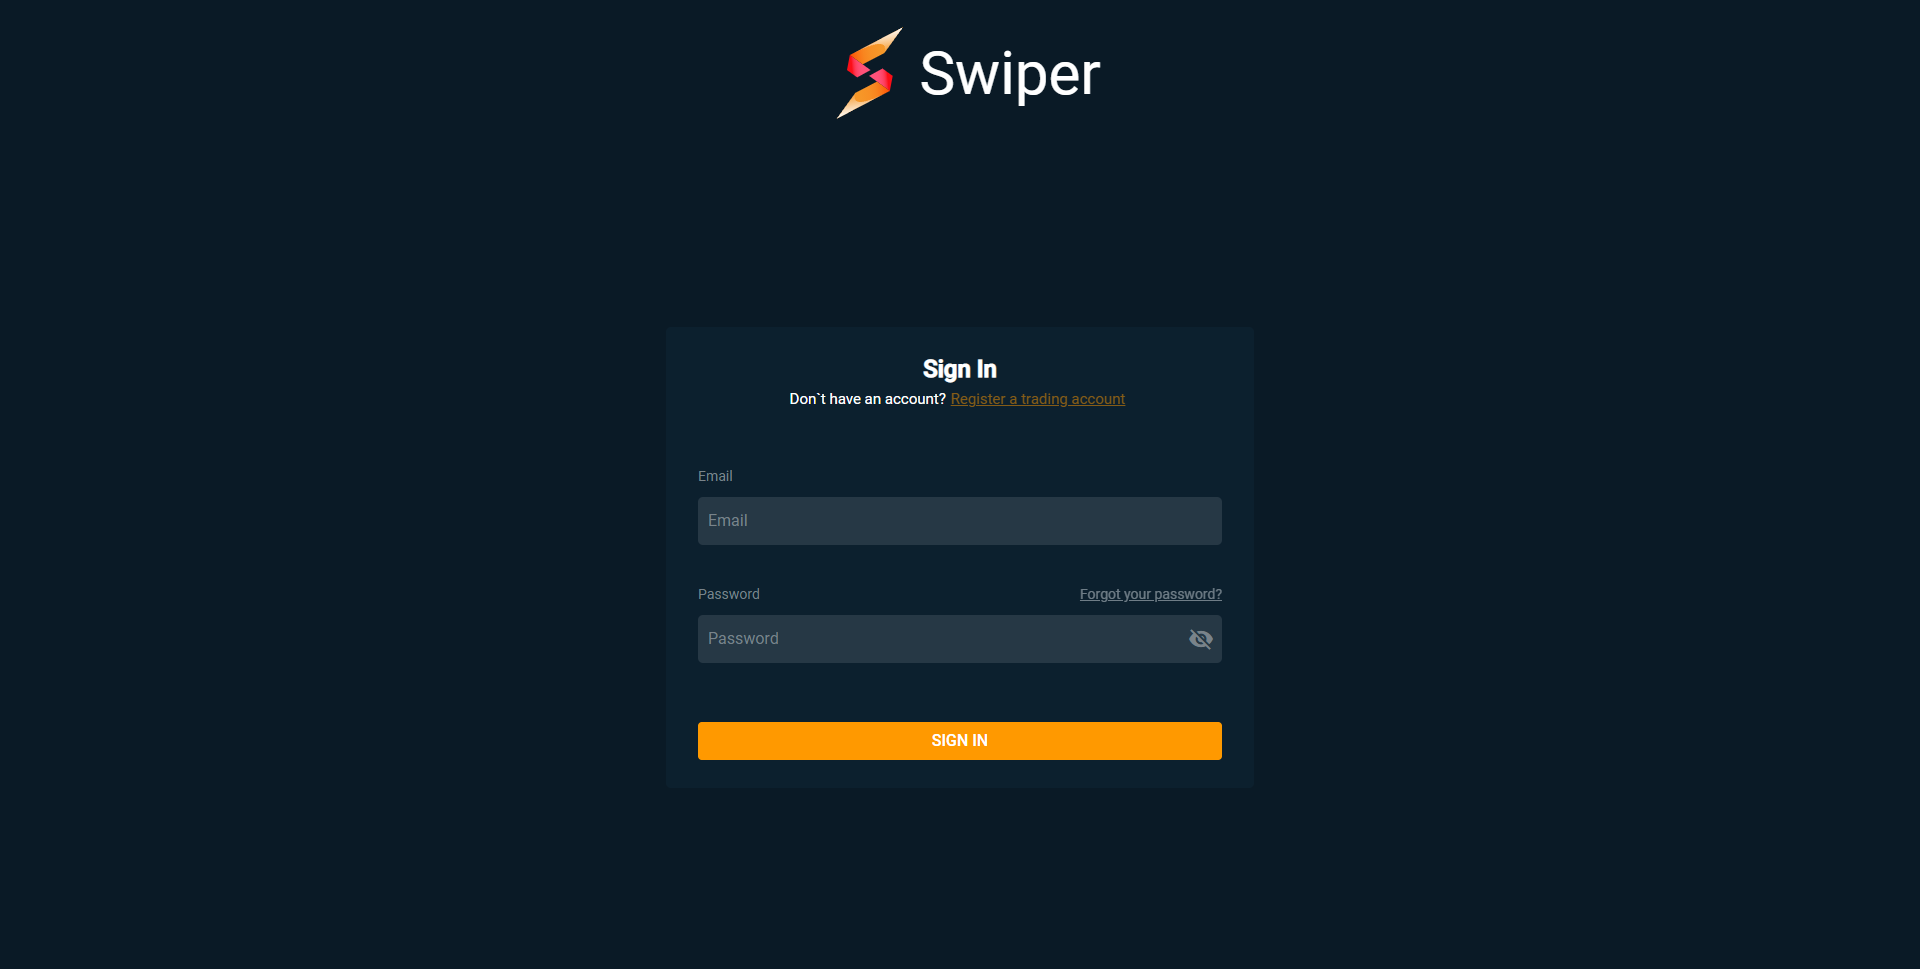 Swiper
Sign In
Don`t have an account? Register a trading account
Email
Email
Password Forgot your password?
Password
SIGN IN